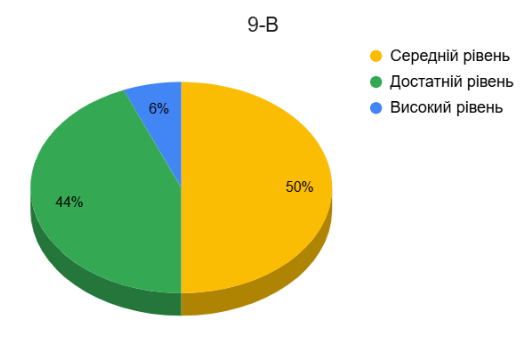 9-В
Середній рівень
Достатній рівень
Високий рівень
6%
50%
44%